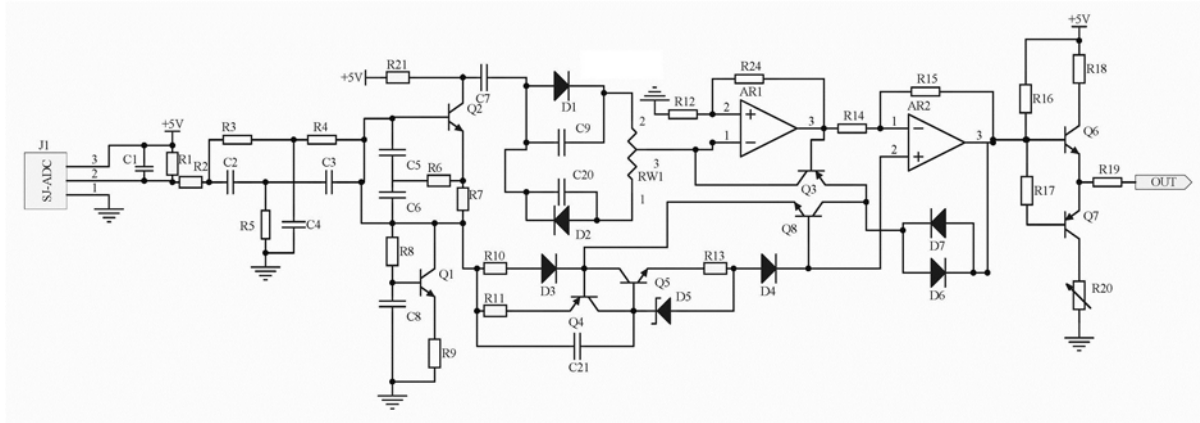 +5V
R24
+5V
R21
C7
D1
R12
AR1
2
+
1
−
3
R14
R15
AR2
1
−
2
+
3
R16
R18
Q6
Q2
C9
2
3
RW1
1
J1
SJ-ADC
3
2
1
+5V
C1
R1
R2
R3
R4
C2
C3
C5
R6
C6
R7
C20
D2
Q3
R17
R19
OUT
Q7
R5
C4
Q8
D7
D6
R8
Q1
R10
D3
Q5
R13
D4
R20
C8
R11
Q4
D5
R9
C21